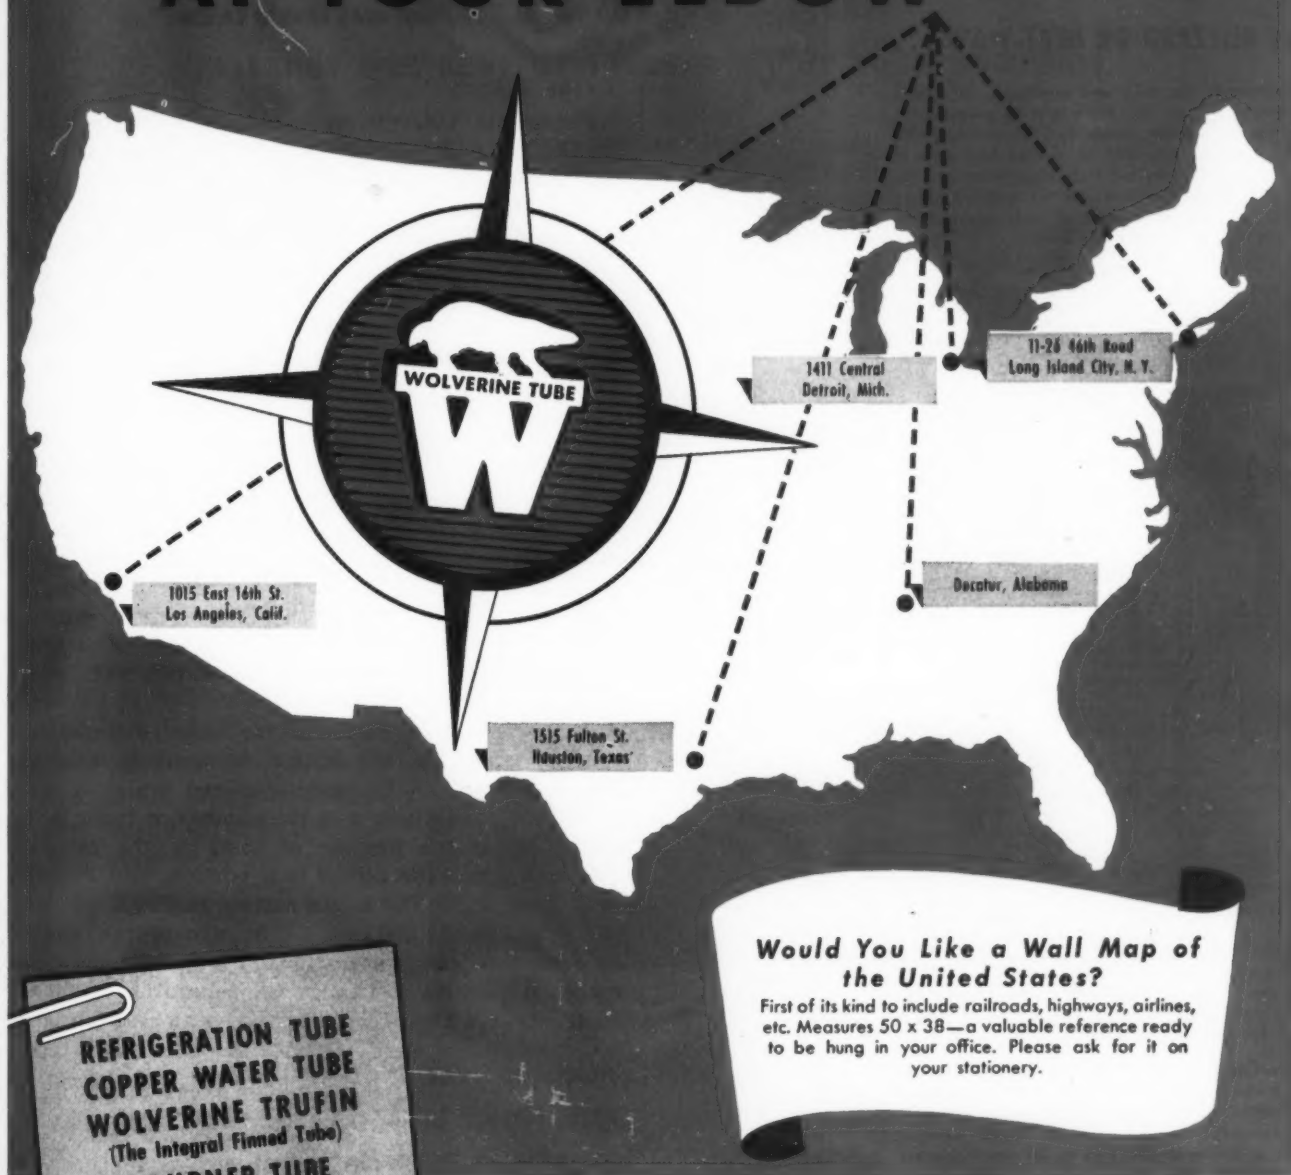 AT YOUR ELBOW
WOLVERINE TUBE
W
1411 Central
Detroit, Mich.
11-26 46th Road
Long Island City, N. Y.
1015 East 16th St.
Los Angeles, Calif.
Decatur, Alabama
1515 Fulton St.
Houston, Texas
Would You Like a Wall Map of
the United States?
First of its kind to include railroads, highways, airlines,
etc. Measures 50 x 38—a valuable reference ready
to be hung in your office. Please ask for it on
your stationery.
REFRIGERATION TUBE
COPPER WATER TUBE
WOLVERINE TRUFIN
(The Integral Finned Tube)
TUBE